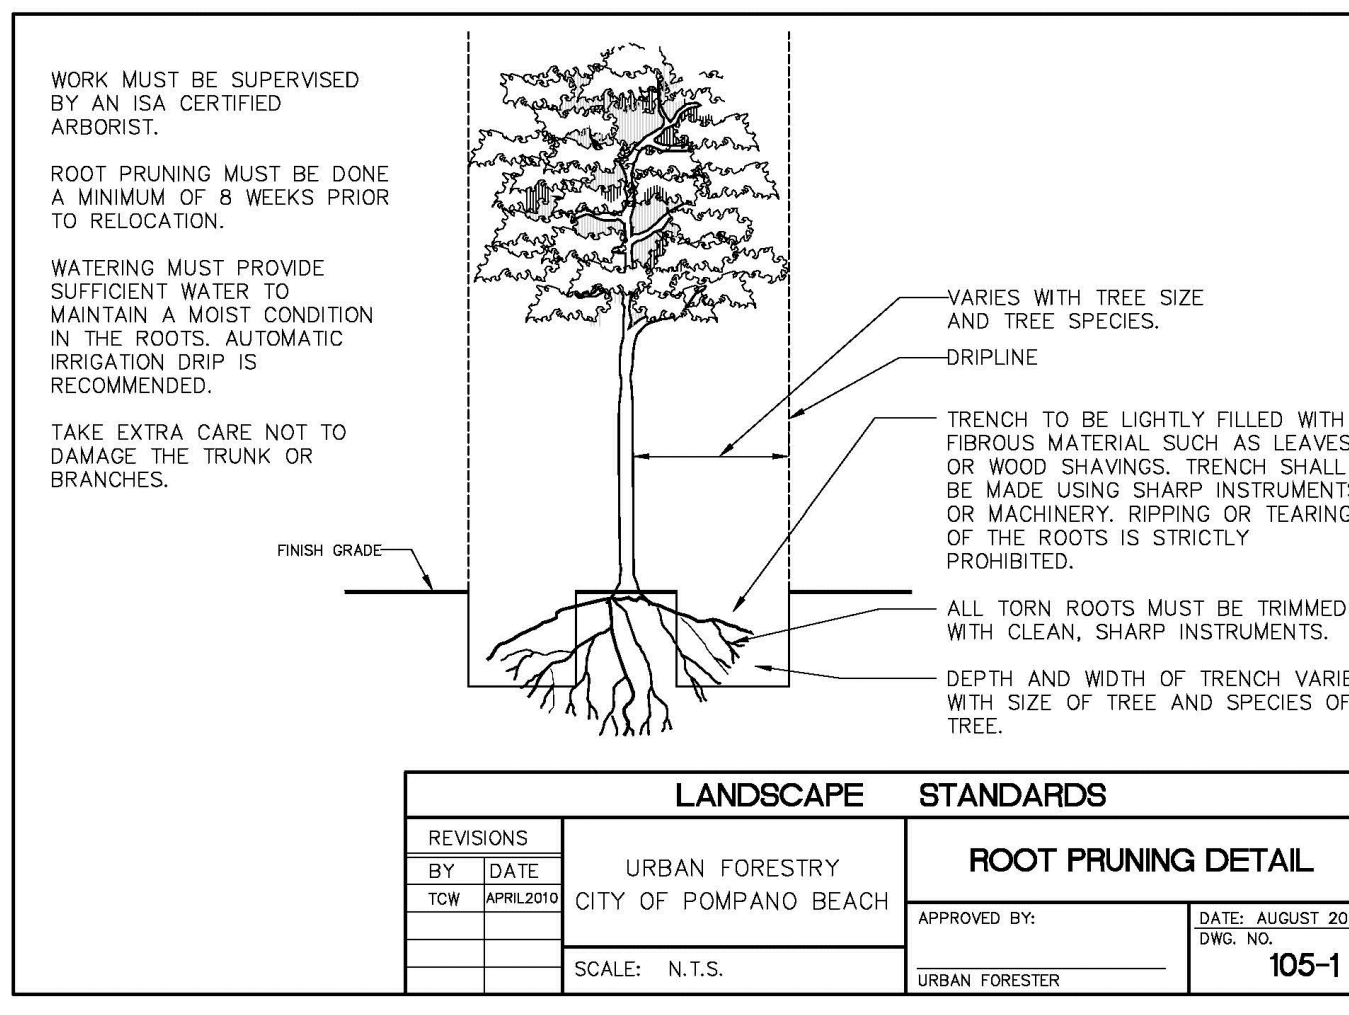 WORK MUST BE SUPERVISED
BY AN ISA CERTIFIED
ARBORIST.
ROOT PRUNING MUST BE DONE
A MINIMUM OF 8 WEEKS PRIOR
TO RELOCATION.
WATERING MUST PROVIDE
SUFFICIENT WATER TO
MAINTAIN A MOIST CONDITION
IN THE ROOTS. AUTOMATIC
IRRIGATION DRIP IS
RECOMMENDED.
TAKE EXTRA CARE NOT TO
DAMAGE THE TRUNK OR
BRANCHES.
FINISH GRADE
VARIES WITH TREE SIZE
AND TREE SPECIES.
DRIPLINE
TRENCH TO BE LIGHTLY FILLED WITH
FIBROUS MATERIAL SUCH AS LEAVES
OR WOOD SHAVINGS. TRENCH SHALL
BE MADE USING SHARP INSTRUMENTS
OR MACHINERY. RIPPING OR TEARING
OF THE ROOTS IS STRICTLY
PROHIBITED.
ALL TORN ROOTS MUST BE TRIMMED
WITH CLEAN, SHARP INSTRUMENTS.
DEPTH AND WIDTH OF TRENCH VARIE
WITH SIZE OF TREE AND SPECIES OF
TREE.
LANDSCAPE STANDARDS
REVISIONS
BY DATE
TCW APRIL2010
URBAN FORESTRY
CITY OF POMPANO BEACH
SCALE: N.T.S.
ROOT PRUNING DETAIL
APPROVED BY:
URBAN FORESTER
DATE: AUGUST 20
DWG. NO.
105-1